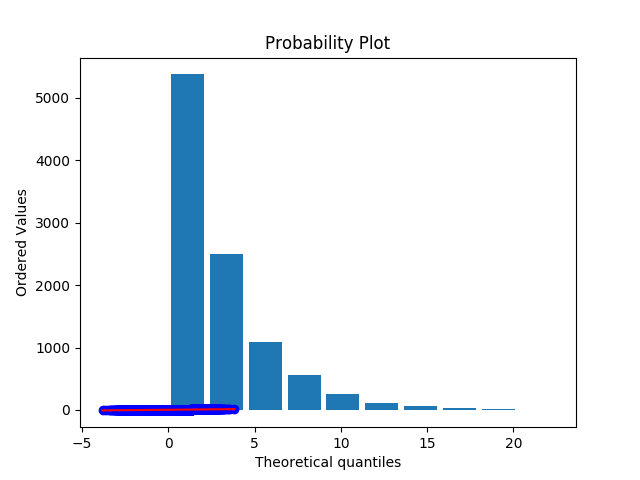 Probability Plot
Ordered Values
5000
4000
3000
2000
1000
0
−5 0 5 10 15 20
Theoretical quantiles